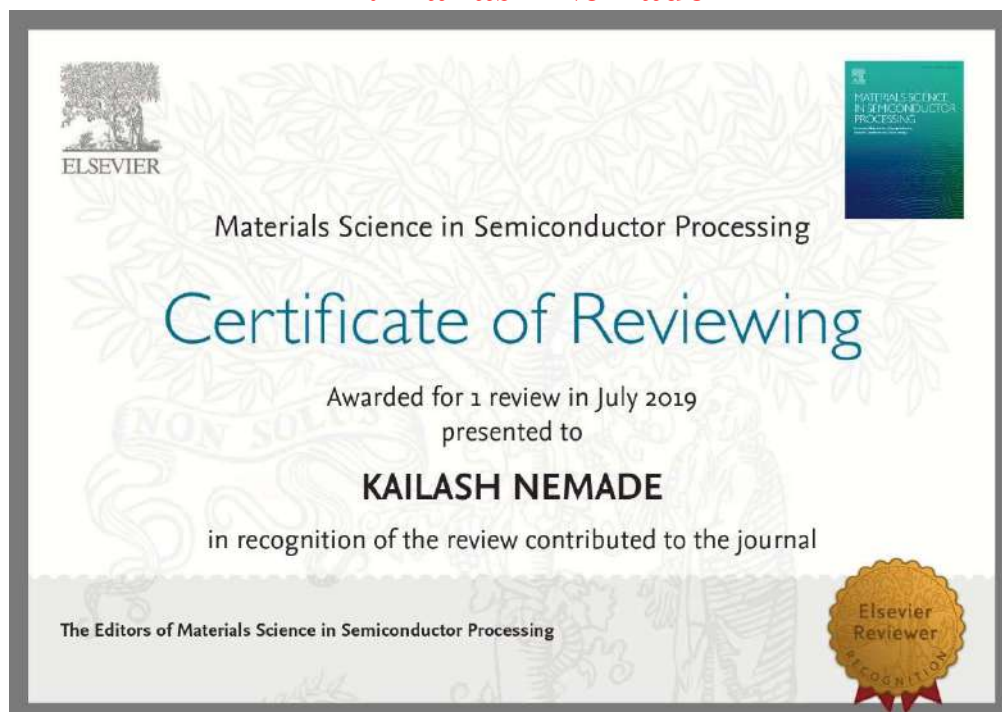 ELSEVIER
MATERIALS SCIENCE
IN SEMICONDUCTOR
PROCESSING
Materials Science in Semiconductor Processing
Certificate of Reviewing
Awarded for 1 review in July 2019
presented to
NON SOLUS
KAILASH NEMADE
in recognition of the review contributed to the journal
The Editors of Materials Science in Semiconductor Processing
Elsevier
Reviewer
RECOGNITION